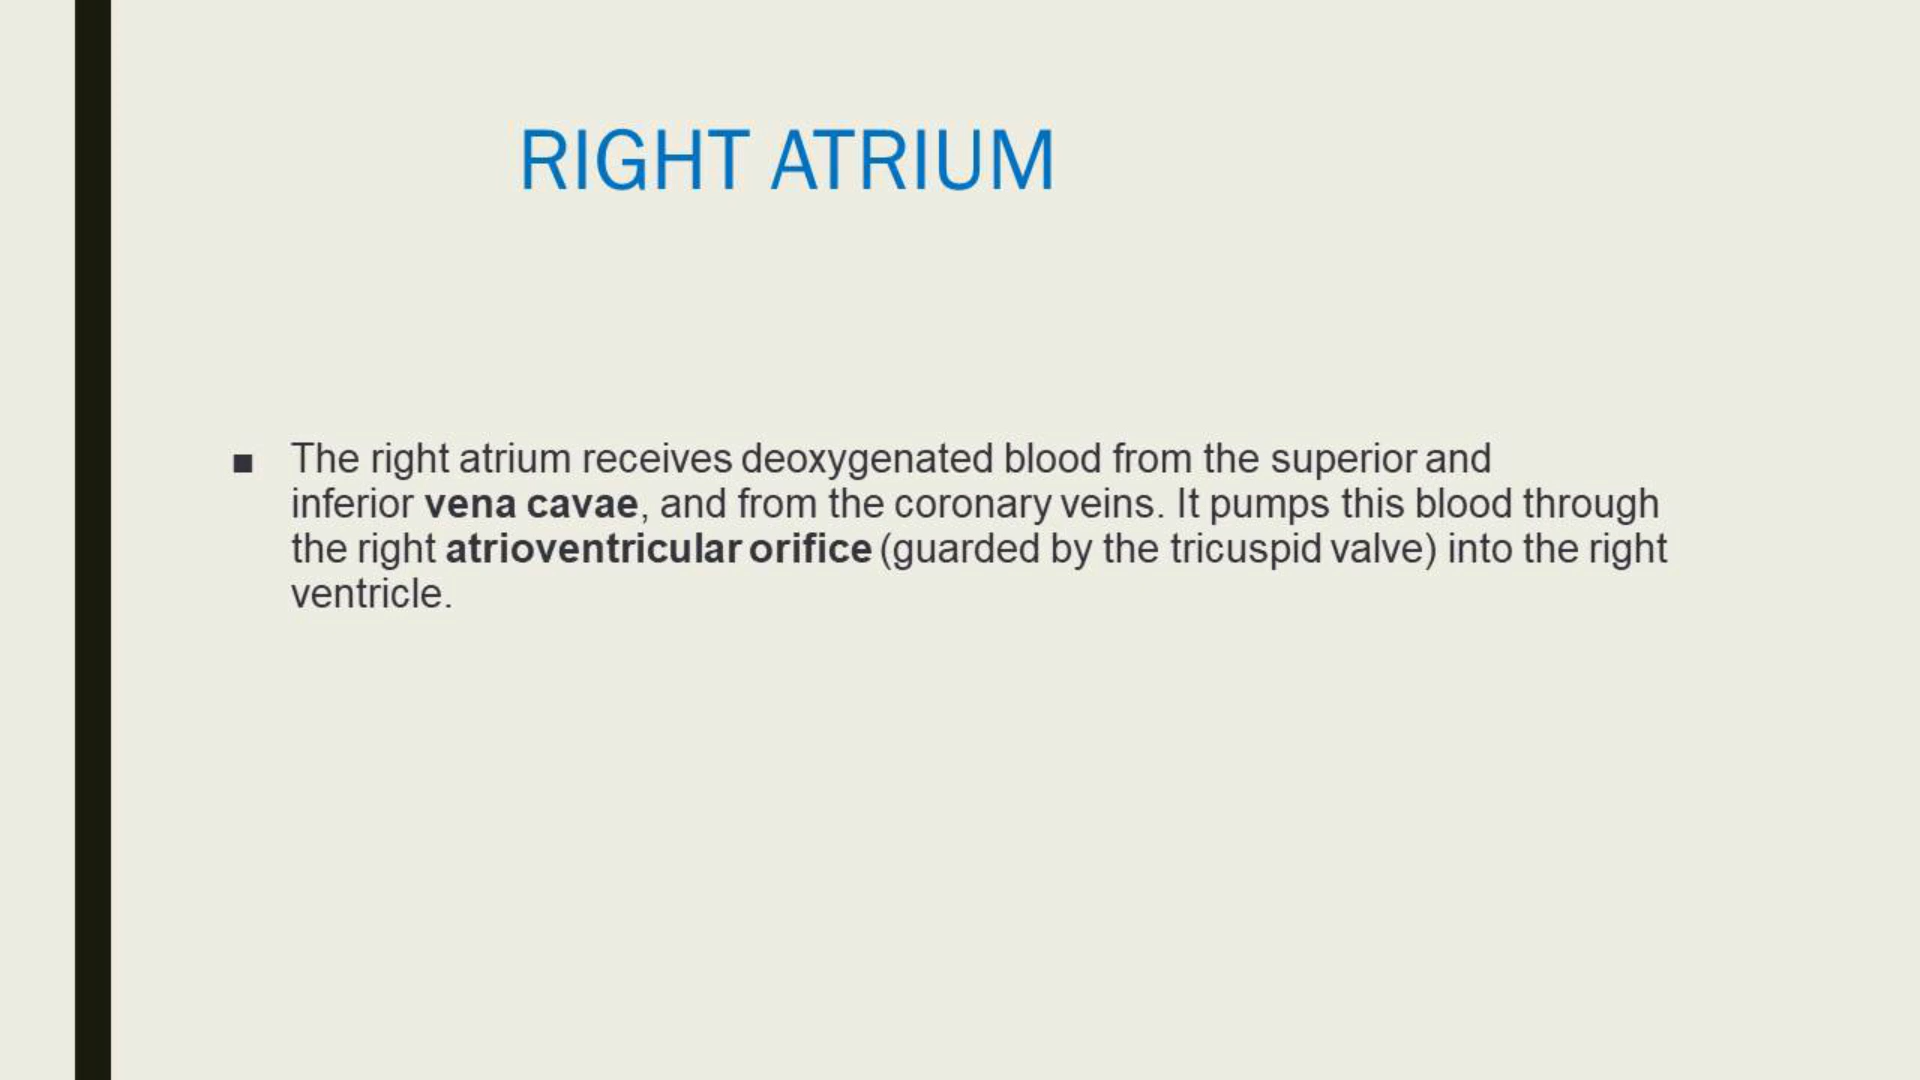 RIGHT ATRIUM
▪ The right atrium receives deoxygenated blood from the superior and
inferior vena cavae, and from the coronary veins. It pumps this blood through
the right atrioventricular orifice (guarded by the tricuspid valve) into the right
ventricle.